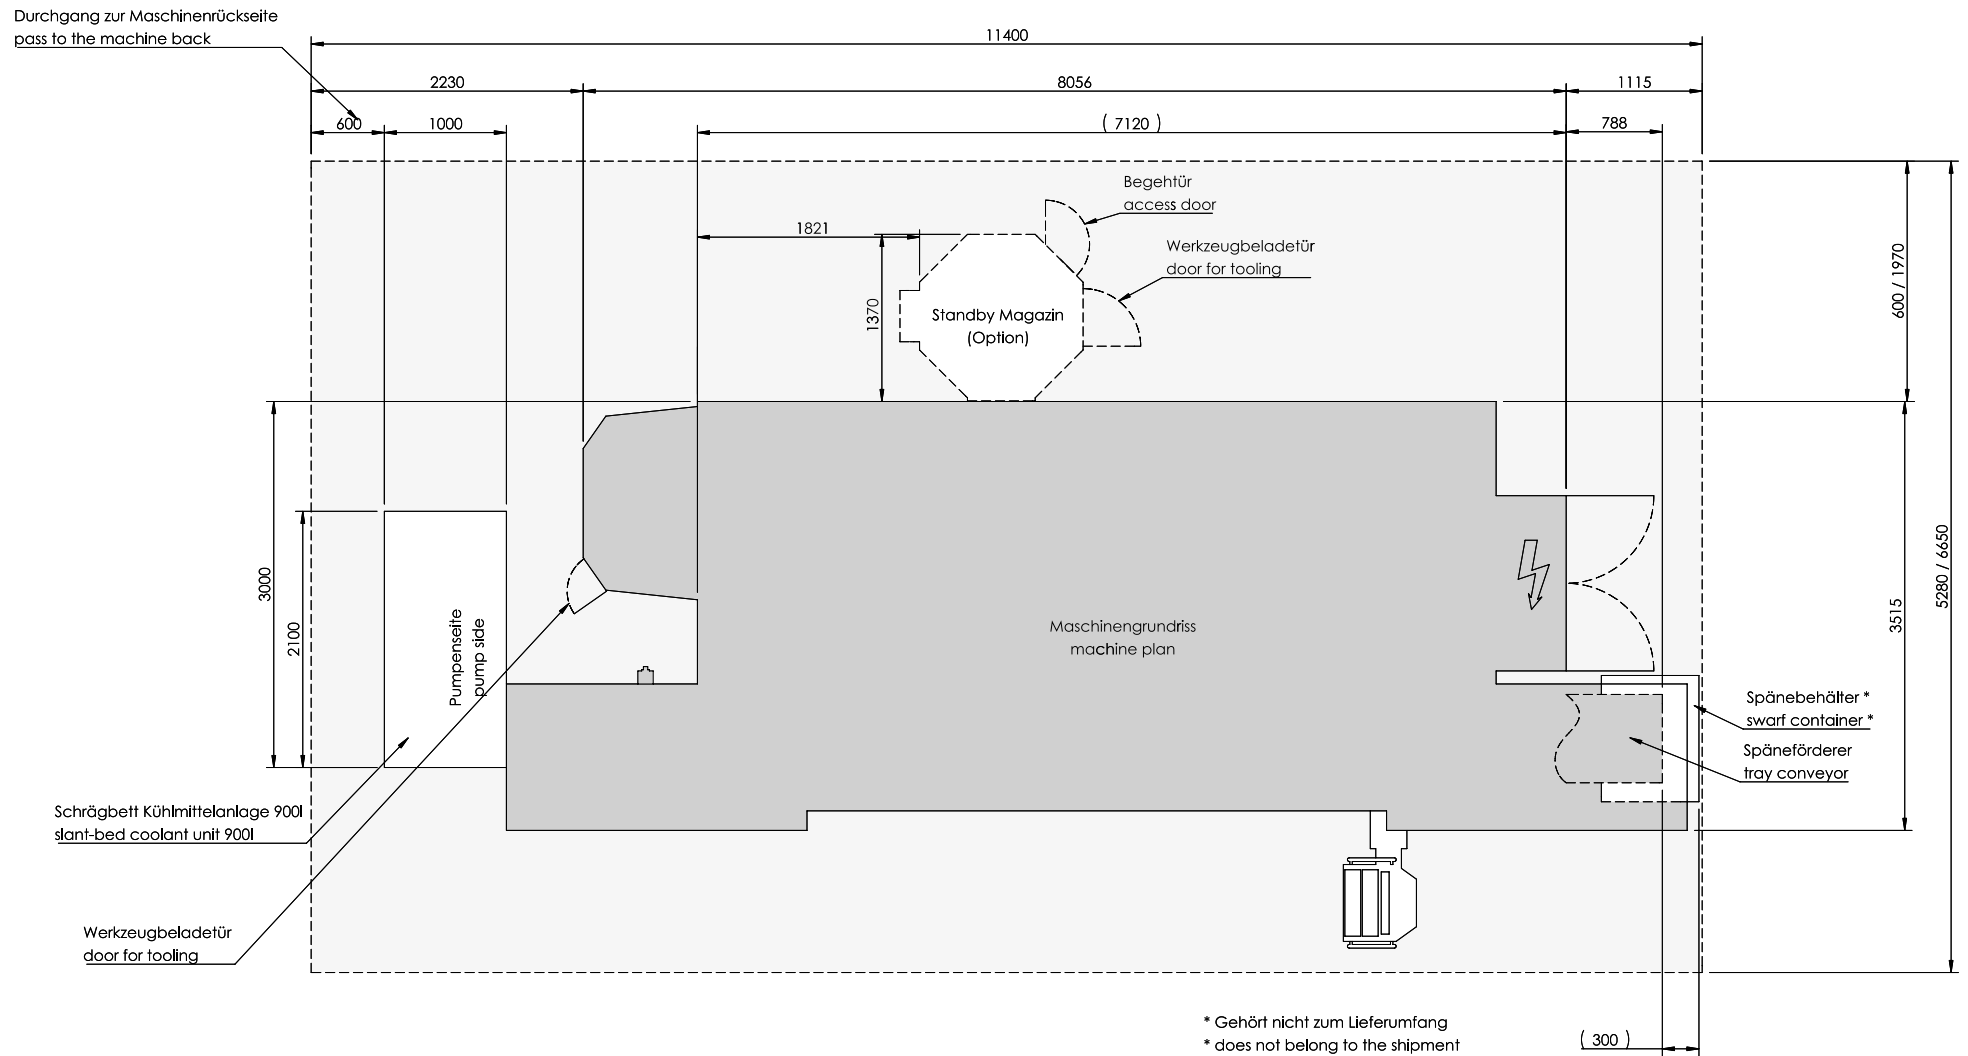 Durchgang zur Maschinenrückseite
pass to the machine back
11400
2230
8056
1115
600
1000
( 7120 )
788
Begehtür
access door
1821
Werkzeugbeladetür
door for tooling
600 / 1970
1370
Standby Magazin
(Option)
3000
2100
Pumpenseite
pump side
Maschinengrundriss
machine plan
3515
5280 / 6650
Spänebehälter *
swarf container *
Späneförderer
tray conveyor
Schrägbett Kühlmittelanlage 900l
slant-bed coolant unit 900l
Werkzeugbeladetür
door for tooling
* Gehört nicht zum Lieferumfang
* does not belong to the shipment
( 300 )